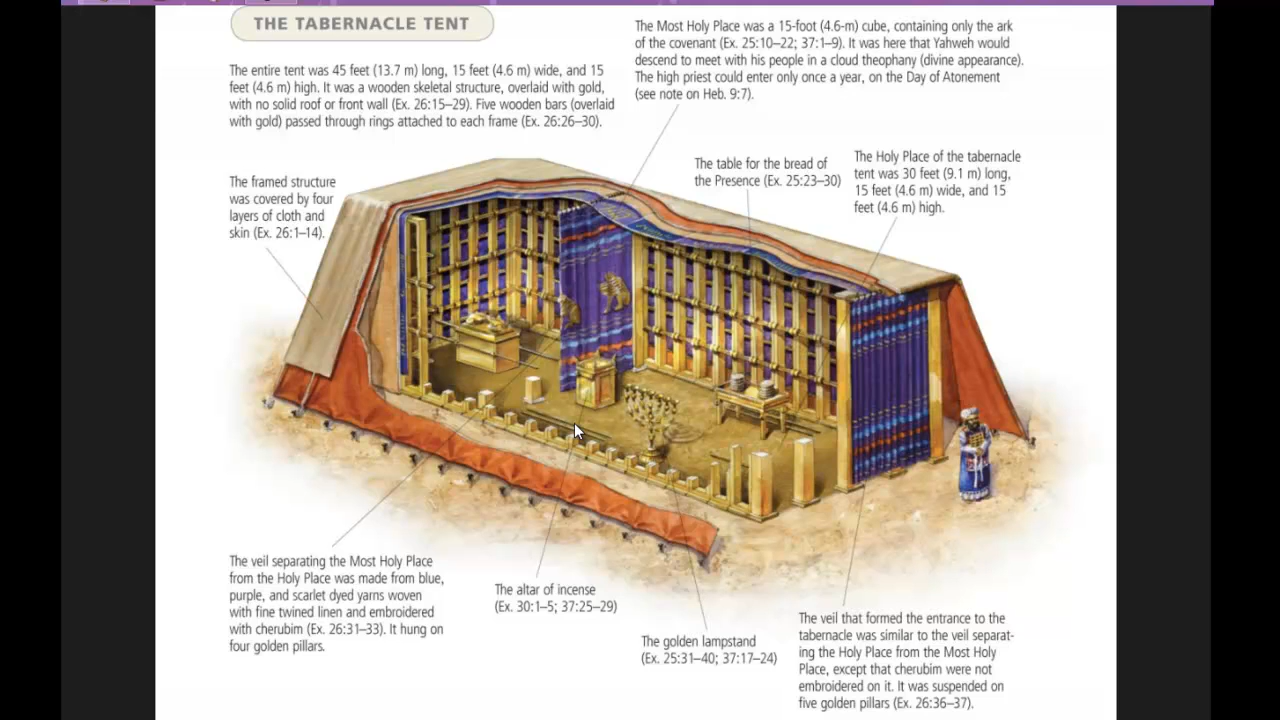 THE TABERNACLE TENT
The entire tent was 45 feet (13.7 m) long, 15 feet (4.6 m) wide, and 15
feet (4.6 m) high. It was a wooden skeletal structure, overlaid with gold,
with no solid roof or front wall (Ex. 26:15–29). Five wooden bars (overlaid
with gold) passed through rings attached to each frame (Ex. 26:26–30).
The Most Holy Place was a 15-foot (4.6-m) cube, containing only the ark
of the covenant (Ex. 25:10–22; 37:1–9). It was here that Yahweh would
descend to meet with his people in a cloud theophany (divine appearance).
The high priest could enter only once a year, on the Day of Atonement
(see note on Heb. 9:7).
The framed structure
was covered by four
layers of cloth and
skin (Ex. 26:1–14).
The table for the bread of
the Presence (Ex. 25:23–30)
The Holy Place of the tabernacle
tent was 30 feet (9.1 m) long,
15 feet (4.6 m) wide, and 15
feet (4.6 m) high.
The veil separating the Most Holy Place
from the Holy Place was made from blue,
purple, and scarlet dyed yarns woven
with fine twined linen and embroidered
with cherubim (Ex. 26:31–33). It hung on
four golden pillars.
The altar of incense
(Ex. 30:1–5; 37:25–29)
The golden lampstand
(Ex. 25:31–40; 37:17–24)
The veil that formed the entrance to the
tabernacle was similar to the veil separat-
ing the Holy Place from the Most Holy
Place, except that cherubim were not
embroidered on it. It was suspended on
five golden pillars (Ex. 26:36–37).